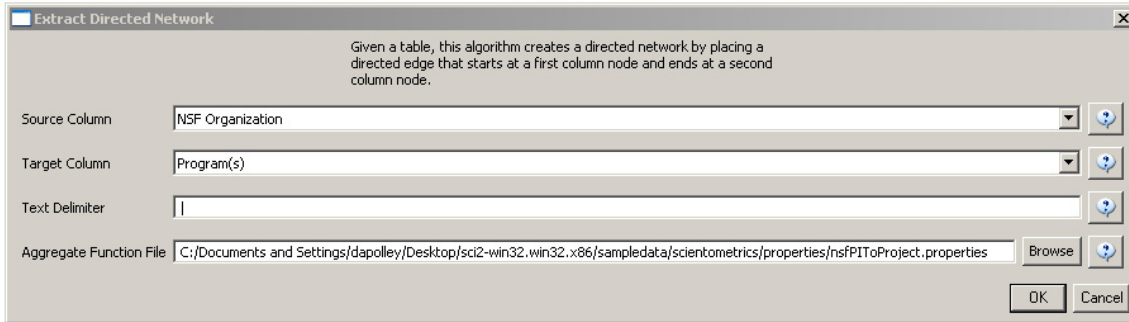 Extract Directed Network
Given a table, this algorithm creates a directed network by placing a
directed edge that starts at a first column node and ends at a second
column node.
Source Column NSF Organization
Target Column Program(s)
Text Delimiter |
Aggregate Function File C:/Documents and Settings/dapolley/Desktop/sci2-win32.win32.x86/sampledata/scientometrics/properties/nsfPIToProject.properties Browse
OK Cancel